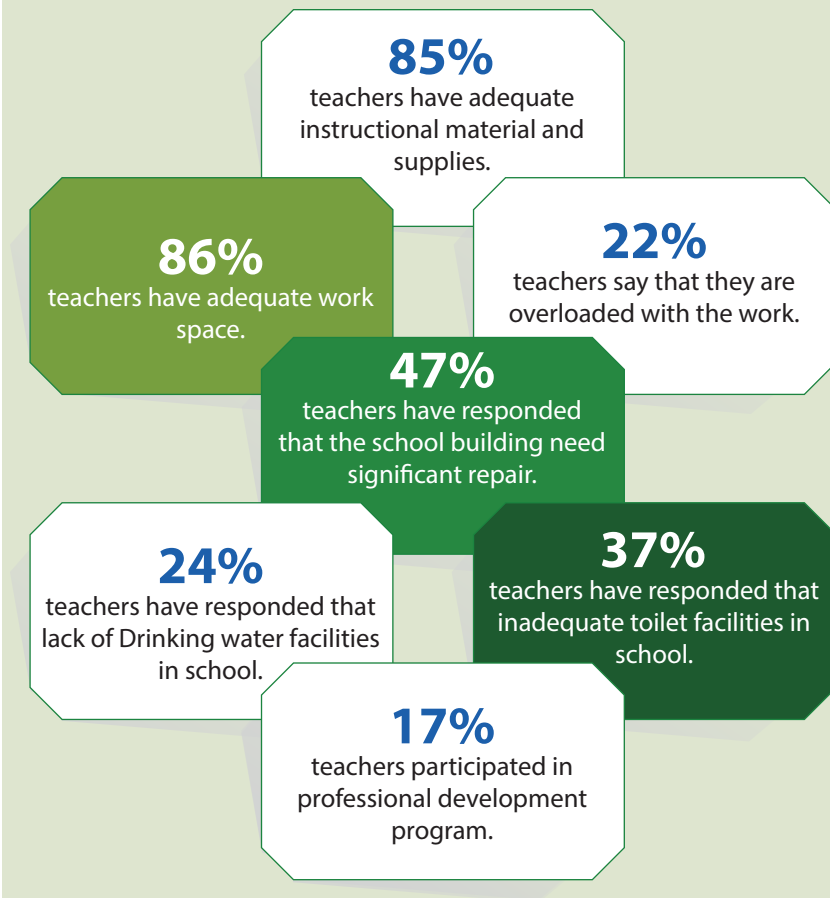 85%
teachers have adequate
instructional material and
supplies.
86%
teachers have adequate work
space.
22%
teachers say that they are
overloaded with the work.
47%
teachers have responded
that the school building need
significant repair.
24%
teachers have responded that
lack of Drinking water facilities
in school.
37%
teachers have responded that
inadequate toilet facilities in
school.
17%
teachers participated in
professional development
program.